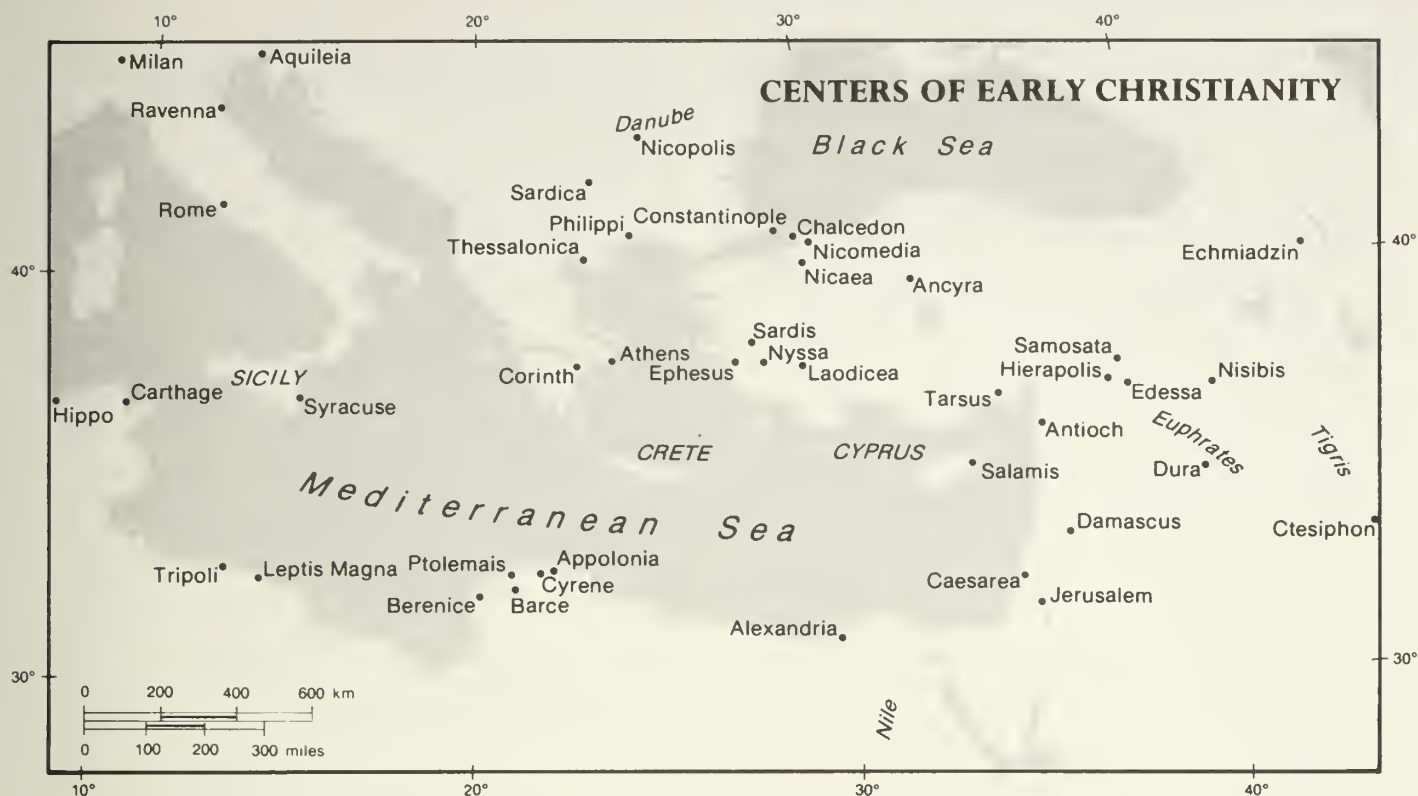 10°
20°
30°
40°
CENTERS OF EARLY CHRISTIANITY
Milan
Aquileia
Ravenna
Danube
Nicopolis
Black Sea
Sardica
Rome
Philippi
Constantinople
Chalcedon
Thessalonica
Nicomedia
Echmiadzin
40°
40°
Nicaea
Ancyra
Sardis
Athens
Nyssa
Samosata
Corinth
Ephesus
Laodicea
Hierapolis
Nisibis
SICILY
Carthage
Edessa
Tarsus
Hippo
Syracuse
Antioch
Euphrates
Tigris
CRETE
CYPRUS
Salamis
Dura
Mediterranean Sea
Damascus
Ctesiphon
Tripoli
Leptis Magna
Ptolemais
Appolonia
Cyrene
Caesarea
Berenice
Barce
Jerusalem
Alexandria
30°
30°
0 200 400 600 km
0 100 200 300 miles
Nile
10°
20°
30°
40°